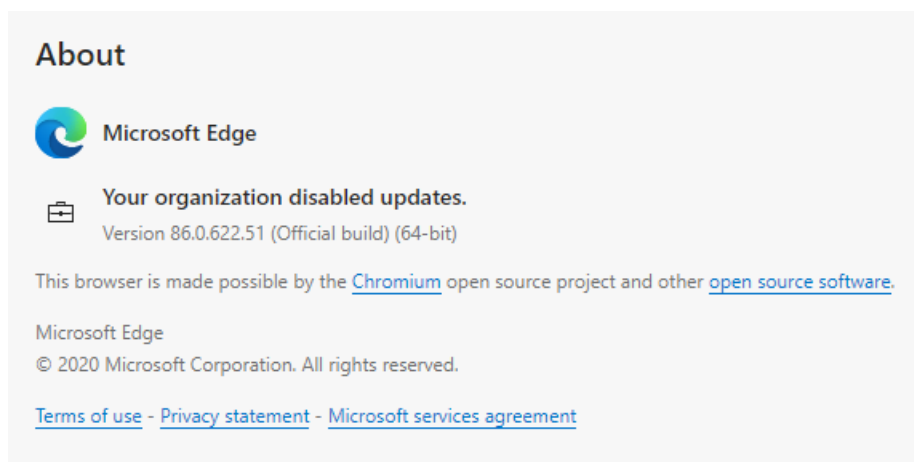 About
Microsoft Edge
Your organization disabled updates.
Version 86.0.622.51 (Official build) (64-bit)
This browser is made possible by the Chromium open source project and other open source software.
Microsoft Edge
© 2020 Microsoft Corporation. All rights reserved.
Terms of use - Privacy statement - Microsoft services agreement